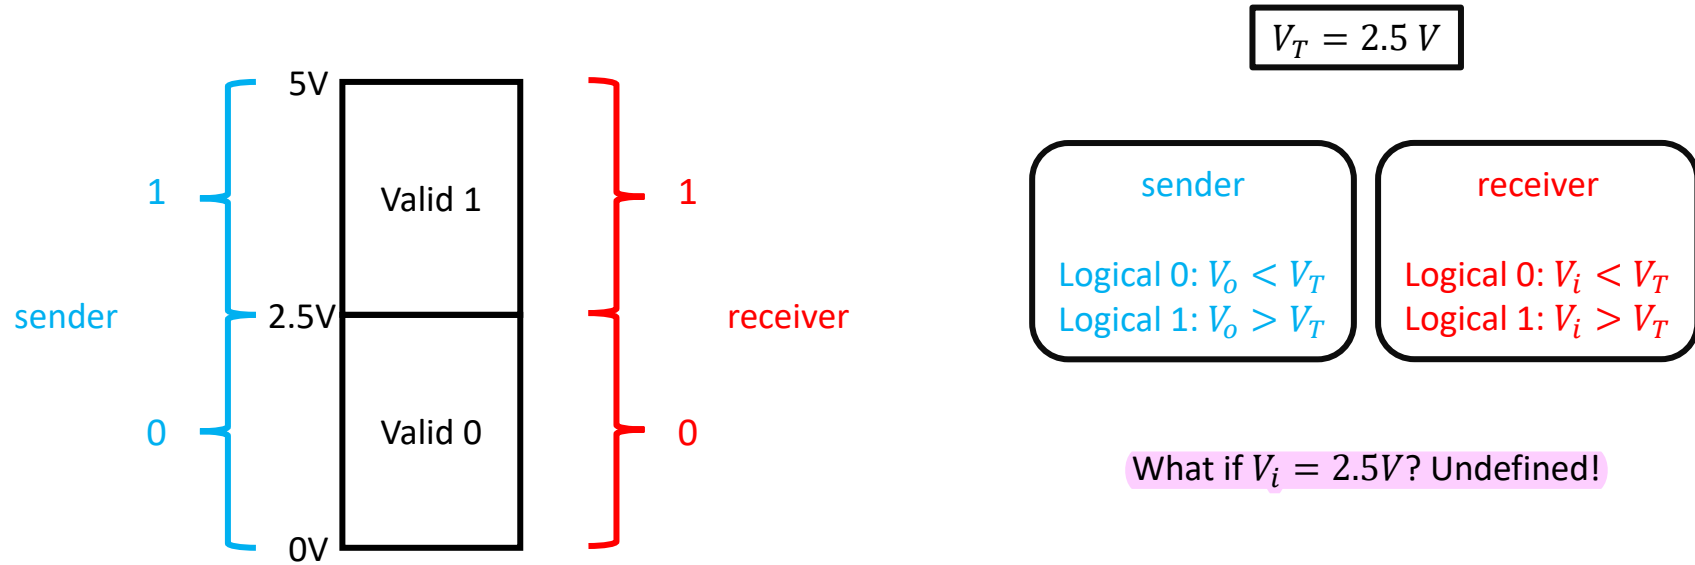 V_T = 2.5 V
5V
1
Valid 1
1
sender
2.5V
receiver
0
Valid 0
0
0V
sender
Logical 0: V_o < V_T
Logical 1: V_o > V_T
receiver
Logical 0: V_i < V_T
Logical 1: V_i > V_T
What if V_i = 2.5V? Undefined!